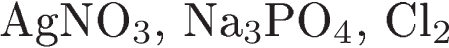 AgNO₃, Na₃PO₄, Cl₂